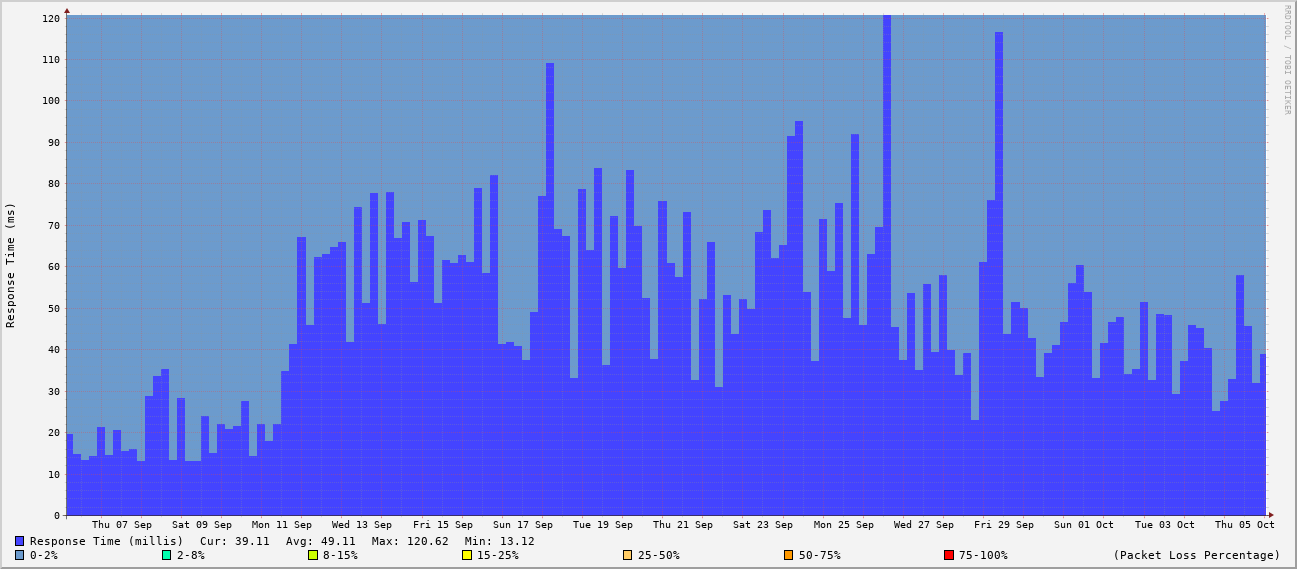 RRDTOOL / TOBI OETIKER
Response Time (ms)
120
110
100
90
80
70
60
50
40
30
20
10
0
Thu 07 Sep Sat 09 Sep Mon 11 Sep Wed 13 Sep Fri 15 Sep Sun 17 Sep Tue 19 Sep Thu 21 Sep Sat 23 Sep Mon 25 Sep Wed 27 Sep Fri 29 Sep Sun 01 Oct Tue 03 Oct Thu 05 Oct
Response Time (millis) Cur: 39.11 Avg: 49.11 Max: 120.62 Min: 13.12
0-2% 2-8% 8-15% 15-25% 25-50% 50-75% 75-100% (Packet Loss Percentage)